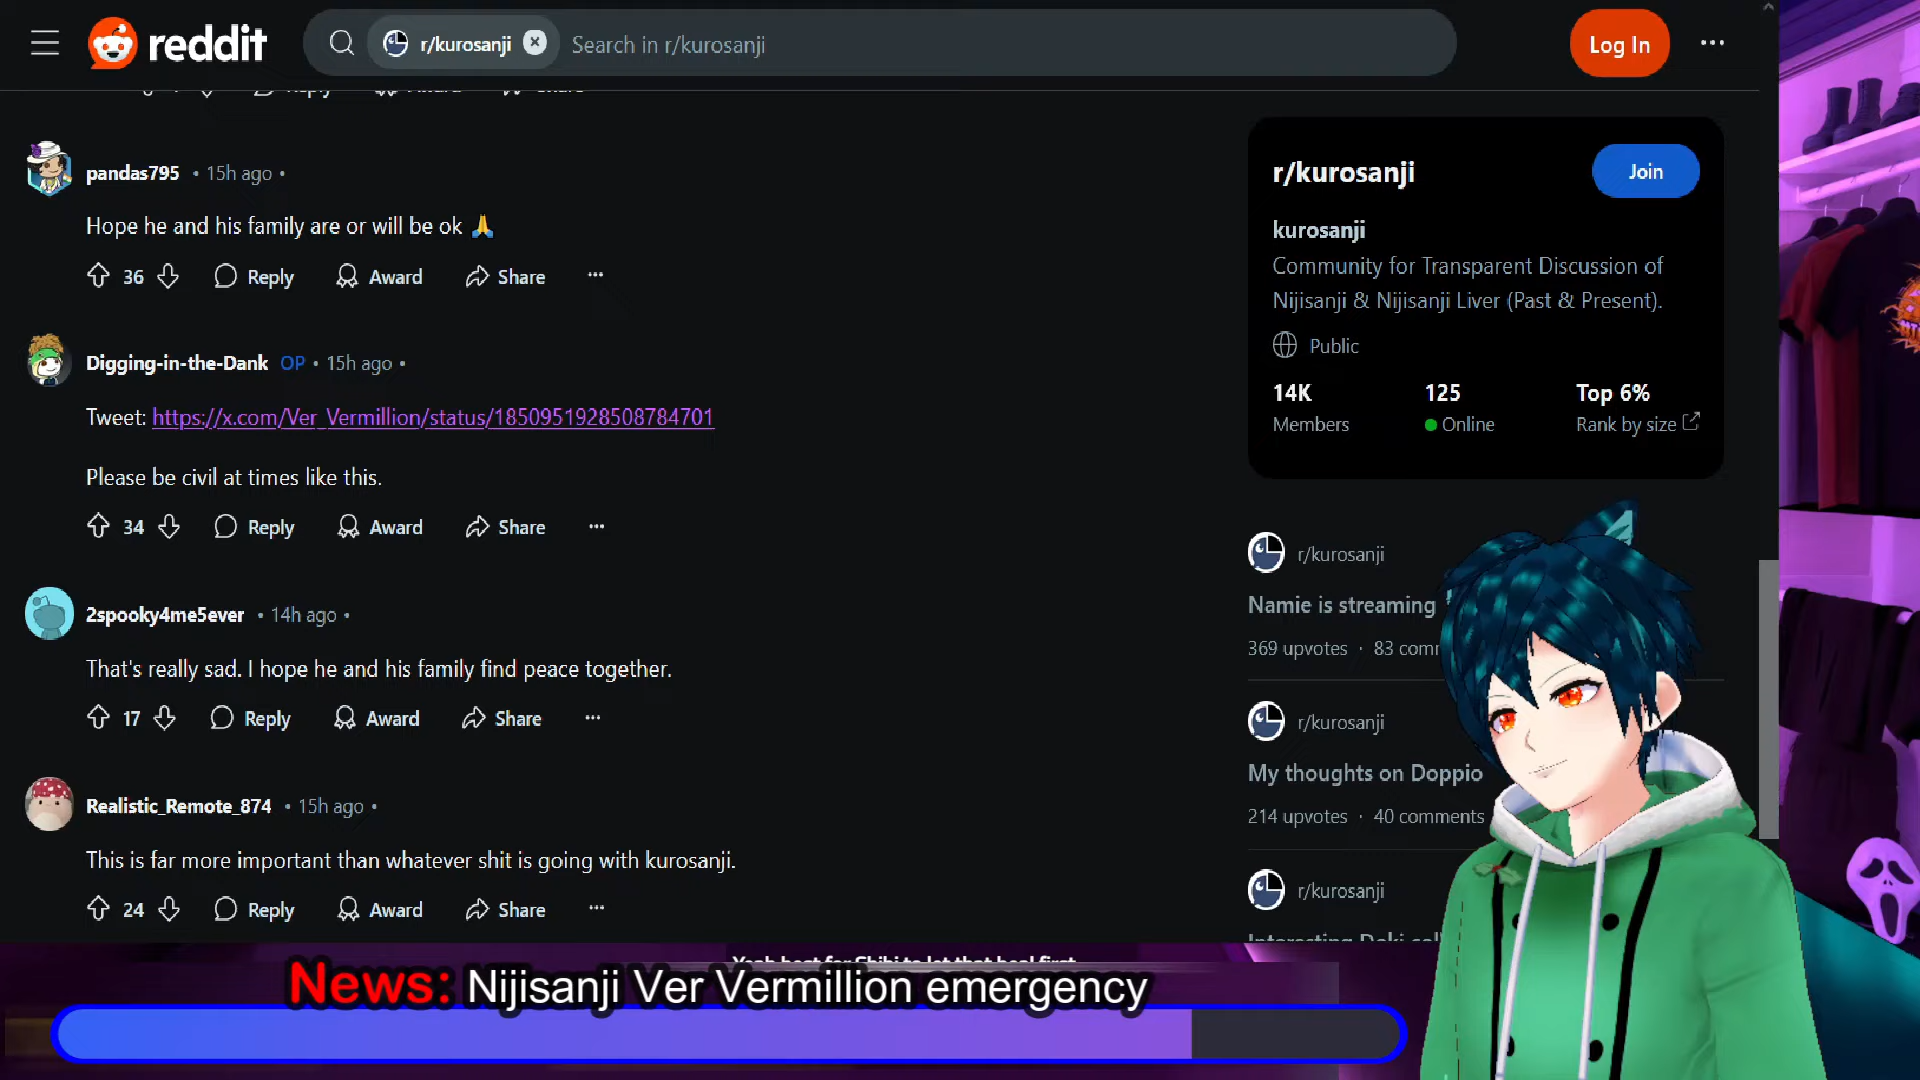 reddit
r/kurosanji
Search in r/kurosanji
Log In
Reply
Award
Share
pandas795 • 15h ago •
Hope he and his family are or will be ok 🙏
36 Reply Award Share
Digging-in-the-Dank OP • 15h ago •
Tweet: https://x.com/Ver_Vermillion/status/1850951928508784701
Please be civil at times like this.
34 Reply Award Share
2spooky4me5ever • 14h ago •
That's really sad. I hope he and his family find peace together.
17 Reply Award Share
Realistic_Remote_874 • 15h ago •
This is far more important than whatever shit is going with kurosanji.
24 Reply Award Share
r/kurosanji
Join
kurosanji
Community for Transparent Discussion of
Nijisanji & Nijisanji Liver (Past & Present).
Public
14K 125 Top 6%
Members Online Rank by size
r/kurosanji
Namie is streaming
369 upvotes · 83 comm
r/kurosanji
My thoughts on Doppio
214 upvotes · 40 comments
r/kurosanji
Interesting Doki
News: Nijisanji Ver Vermillion emergency